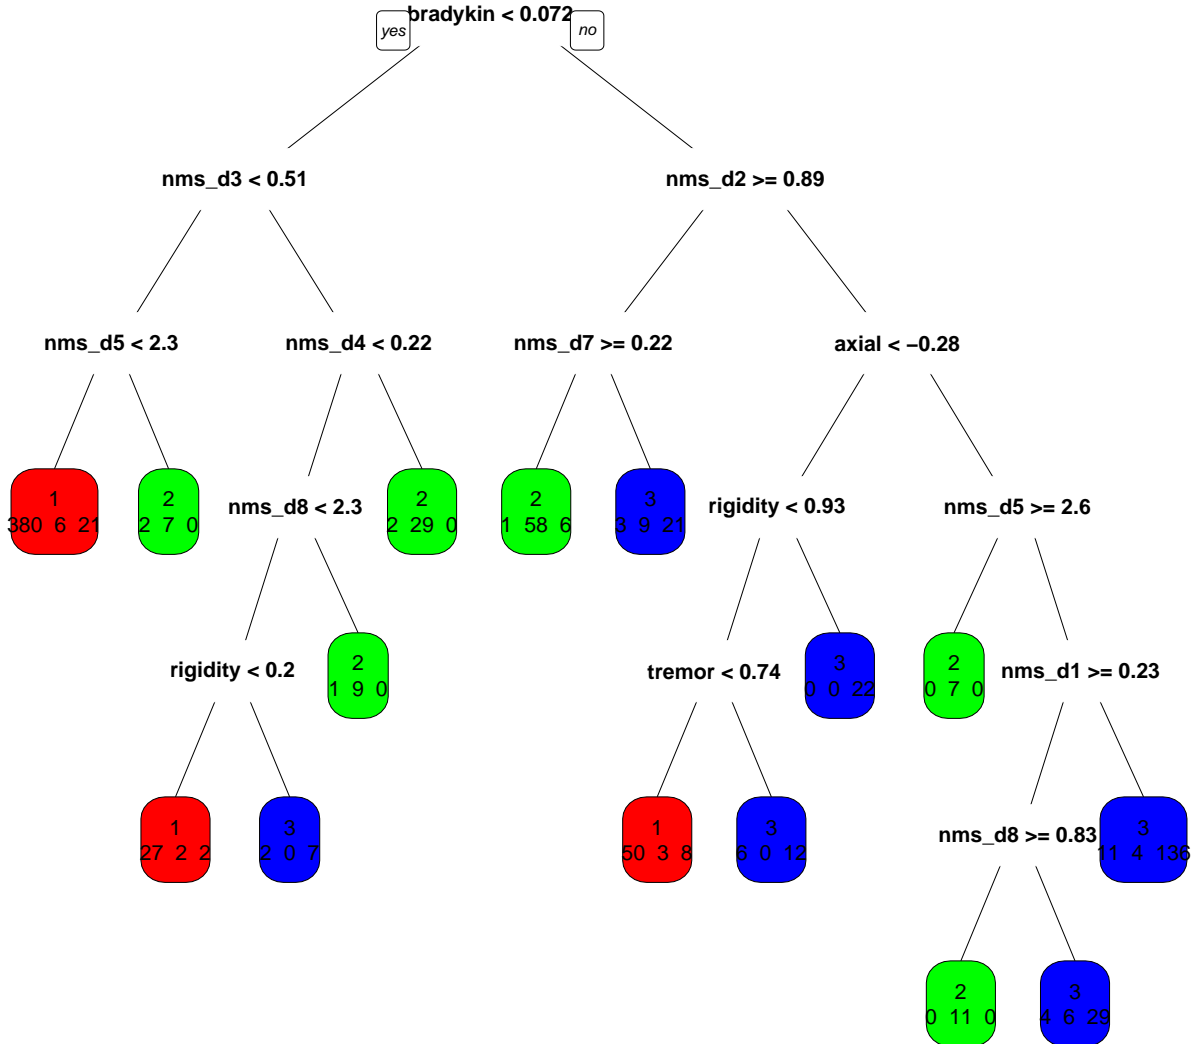 bradykin < 0.072
yes
no
nms_d3 < 0.51
nms_d2 >= 0.89
nms_d5 < 2.3
nms_d4 < 0.22
nms_d7 >= 0.22
axial < −0.28
1
380 6 21
2
2 7 0
nms_d8 < 2.3
2
2 29 0
2
1 58 6
3
3 9 21
rigidity < 0.93
nms_d5 >= 2.6
rigidity < 0.2
2
1 9 0
tremor < 0.74
3
0 0 22
2
0 7 0
nms_d1 >= 0.23
1
27 2 2
3
2 0 7
1
50 3 8
3
6 0 12
nms_d8 >= 0.83
3
11 4 136
2
0 11 0
3
4 6 29